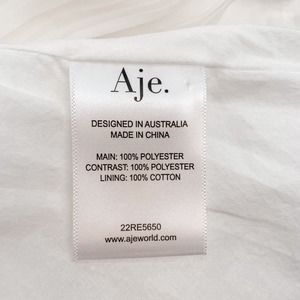 Aje.
DESIGNED IN AUSTRALIA
MADE IN CHINA
MAIN: 100% POLYESTER
CONTRAST: 100% POLYESTER
LINING: 100% COTTON
22RE5650
www.ajeworld.com